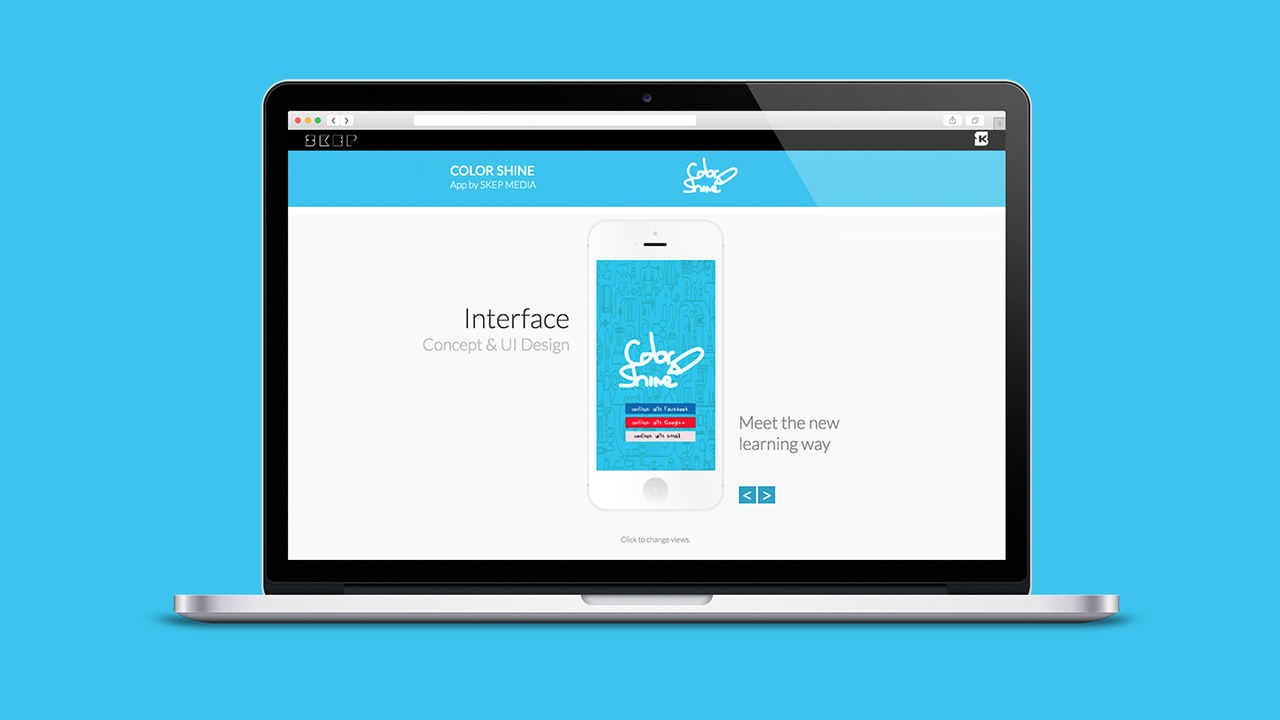 SKEP
K
COLOR SHINE
App by SKEP MEDIA
Color
Shine
Interface
Concept & UI Design
Color
Shine
continue with Facebook
continue with Google+
continue with email
Meet the new
learning way
< >
Click to change views.